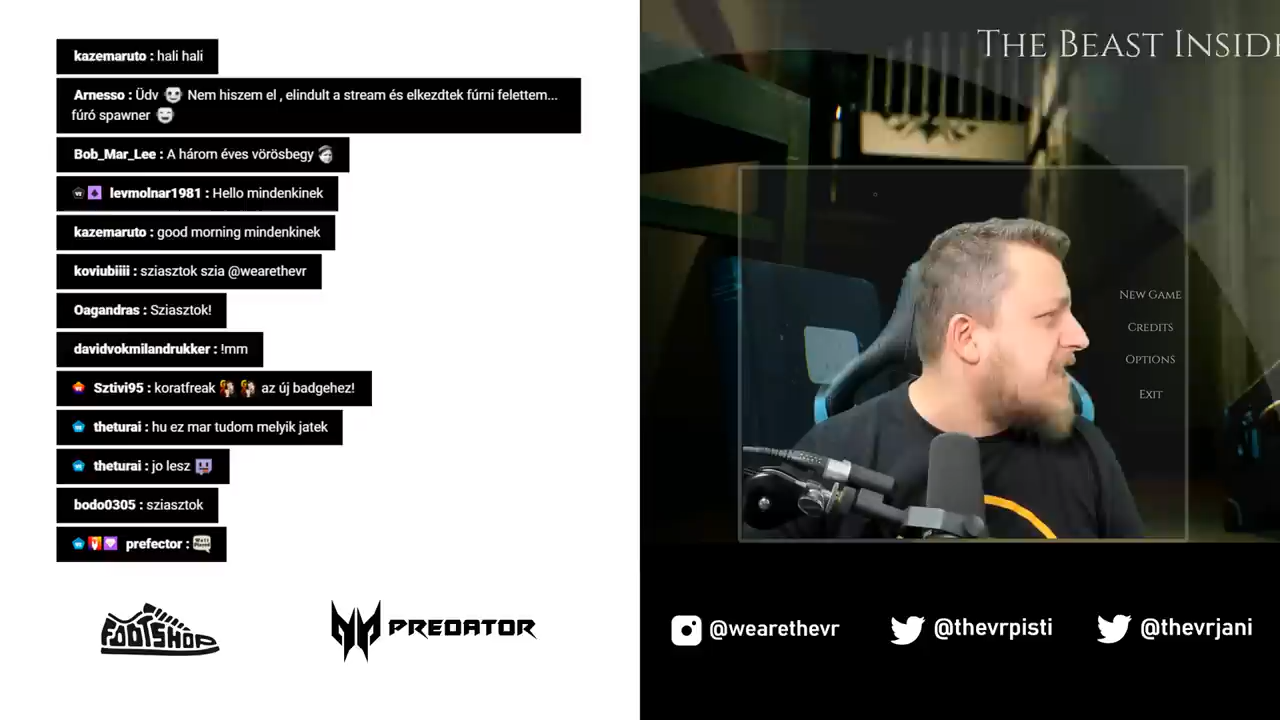 kazemaruto : hali hali
Arnesso : Üdv Nem hiszem el , elindult a stream és elkezdtek fúrni felettem...
fúró spawner
Bob_Mar_Lee : A három éves vörösbegy
levmolnar1981 : Hello mindenkinek
kazemaruto : good morning mindenkinek
koviubiiii : sziasztok szia @wearethevr
Oagandras : Sziasztok!
davidvokmilandrukker : !mm
Sztivi95 : koratfreak az új badgehez!
theturai : hu ez mar tudom melyik jatek
theturai : jo lesz
bodo0305 : sziasztok
prefector :
FOOTSHOP
PREDATOR
THE BEAST INSIDE
NEW GAME
CREDITS
OPTIONS
EXIT
@wearethevr
@thevrpisti
@thevrjani